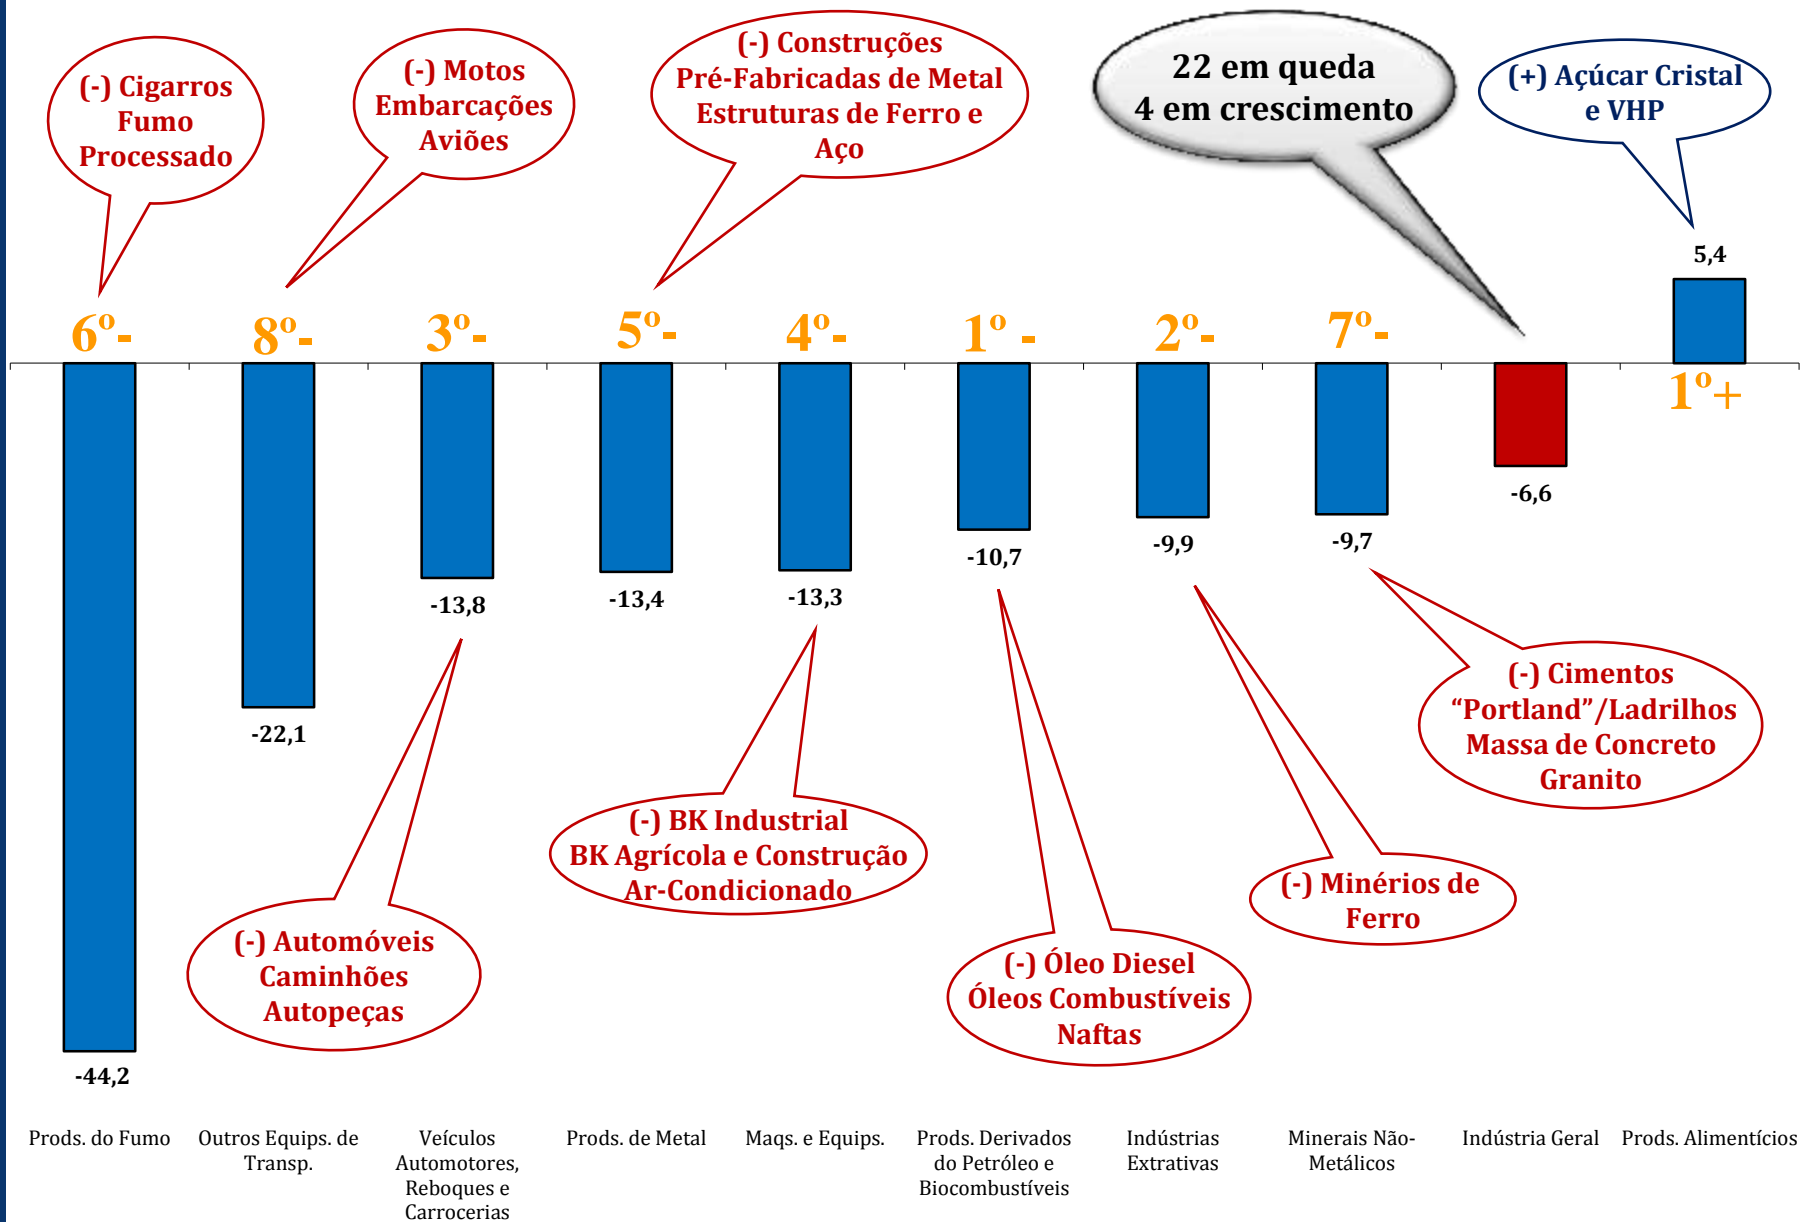 (-) Cigarros
Fumo
Processado
(-) Motos
Embarcações
Aviões
(-) Construções
Pré-Fabricadas de Metal
Estruturas de Ferro e
Aço
22 em queda
4 em crescimento
(+) Açúcar Cristal
e VHP
5,4
6º-
8º-
3º-
5º-
4º-
1º -
2º-
7º-
1º+
-44,2
-22,1
-13,8
-13,4
-13,3
-10,7
-9,9
-9,7
-6,6
(-) Automóveis
Caminhões
Autopeças
(-) BK Industrial
BK Agrícola e Construção
Ar-Condicionado
(-) Óleo Diesel
Óleos Combustíveis
Naftas
(-) Minérios de
Ferro
(-) Cimentos
“Portland”/Ladrilhos
Massa de Concreto
Granito
Prods. do Fumo
Outros Equips. de
Transp.
Veículos
Automotores,
Reboques e
Carrocerias
Prods. de Metal
Maqs. e Equips.
Prods. Derivados
do Petróleo e
Biocombustíveis
Indústrias
Extrativas
Minerais Não-
Metálicos
Indústria Geral
Prods. Alimentícios